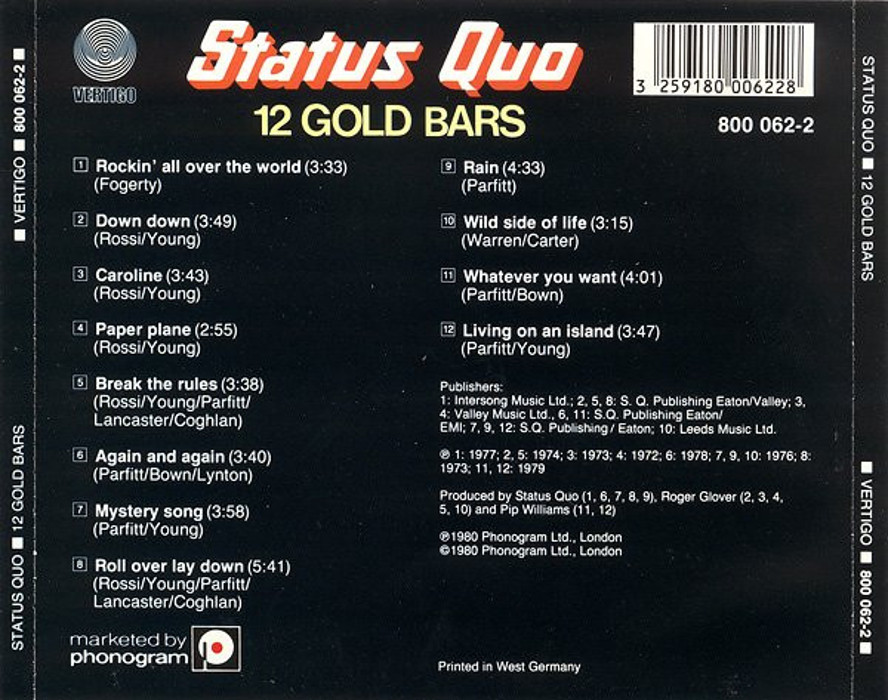 VERTIGO
Status Quo
12 GOLD BARS
3 259180 006228
800 062-2
1 Rockin' all over the world (3:33)
(Fogerty)
2 Down down (3:49)
(Rossi/Young)
3 Caroline (3:43)
(Rossi/Young)
4 Paper plane (2:55)
(Rossi/Young)
5 Break the rules (3:38)
(Rossi/Young/Parfitt/
Lancaster/Coghlan)
6 Again and again (3:40)
(Parfitt/Bown/Lynton)
7 Mystery song (3:58)
(Parfitt/Young)
8 Roll over lay down (5:41)
(Rossi/Young/Parfitt/
Lancaster/Coghlan)
marketed by
phonogram
9 Rain (4:33)
(Parfitt)
10 Wild side of life (3:15)
(Warren/Carter)
11 Whatever you want (4:01)
(Parfitt/Bown)
12 Living on an island (3:47)
(Parfitt/Young)
Publishers:
1: Intersong Music Ltd.; 2, 5, 8: S. Q. Publishing Eaton/Valley; 3,
4: Valley Music Ltd., 6, 11: S.Q. Publishing Eaton/
EMI; 7, 9, 12: S.Q. Publishing / Eaton; 10: Leeds Music Ltd.
℗ 1: 1977; 2, 5: 1974; 3: 1973; 4: 1972; 6: 1978; 7, 9, 10: 1976; 8:
1973; 11, 12: 1979
Produced by Status Quo (1, 6, 7, 8, 9), Roger Glover (2, 3, 4,
5, 10) and Pip Williams (11, 12)
℗1980 Phonogram Ltd., London
©1980 Phonogram Ltd., London
Printed in West Germany
STATUS QUO ■ 12 GOLD BARS ■ VERTIGO ■ 800 062-2 ■
STATUS QUO ■ 12 GOLD BARS ■ VERTIGO ■ 800 062-2 ■